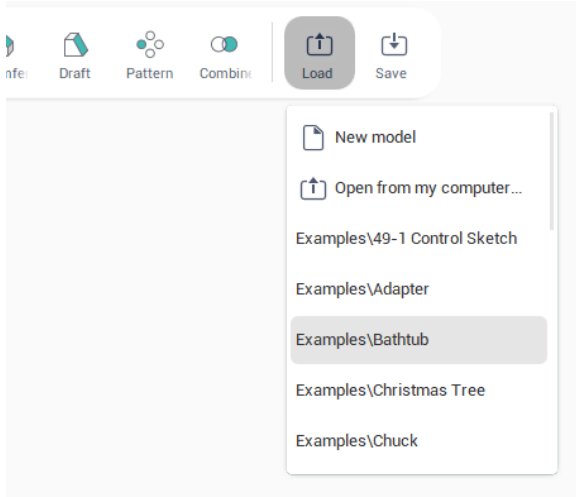 Draft
Pattern
Load
Save
New model
Open from my computer...
Examples\49-1 Control Sketch
Examples\Adapter
Examples\Bathtub
Examples\Christmas Tree
Examples\Chuck